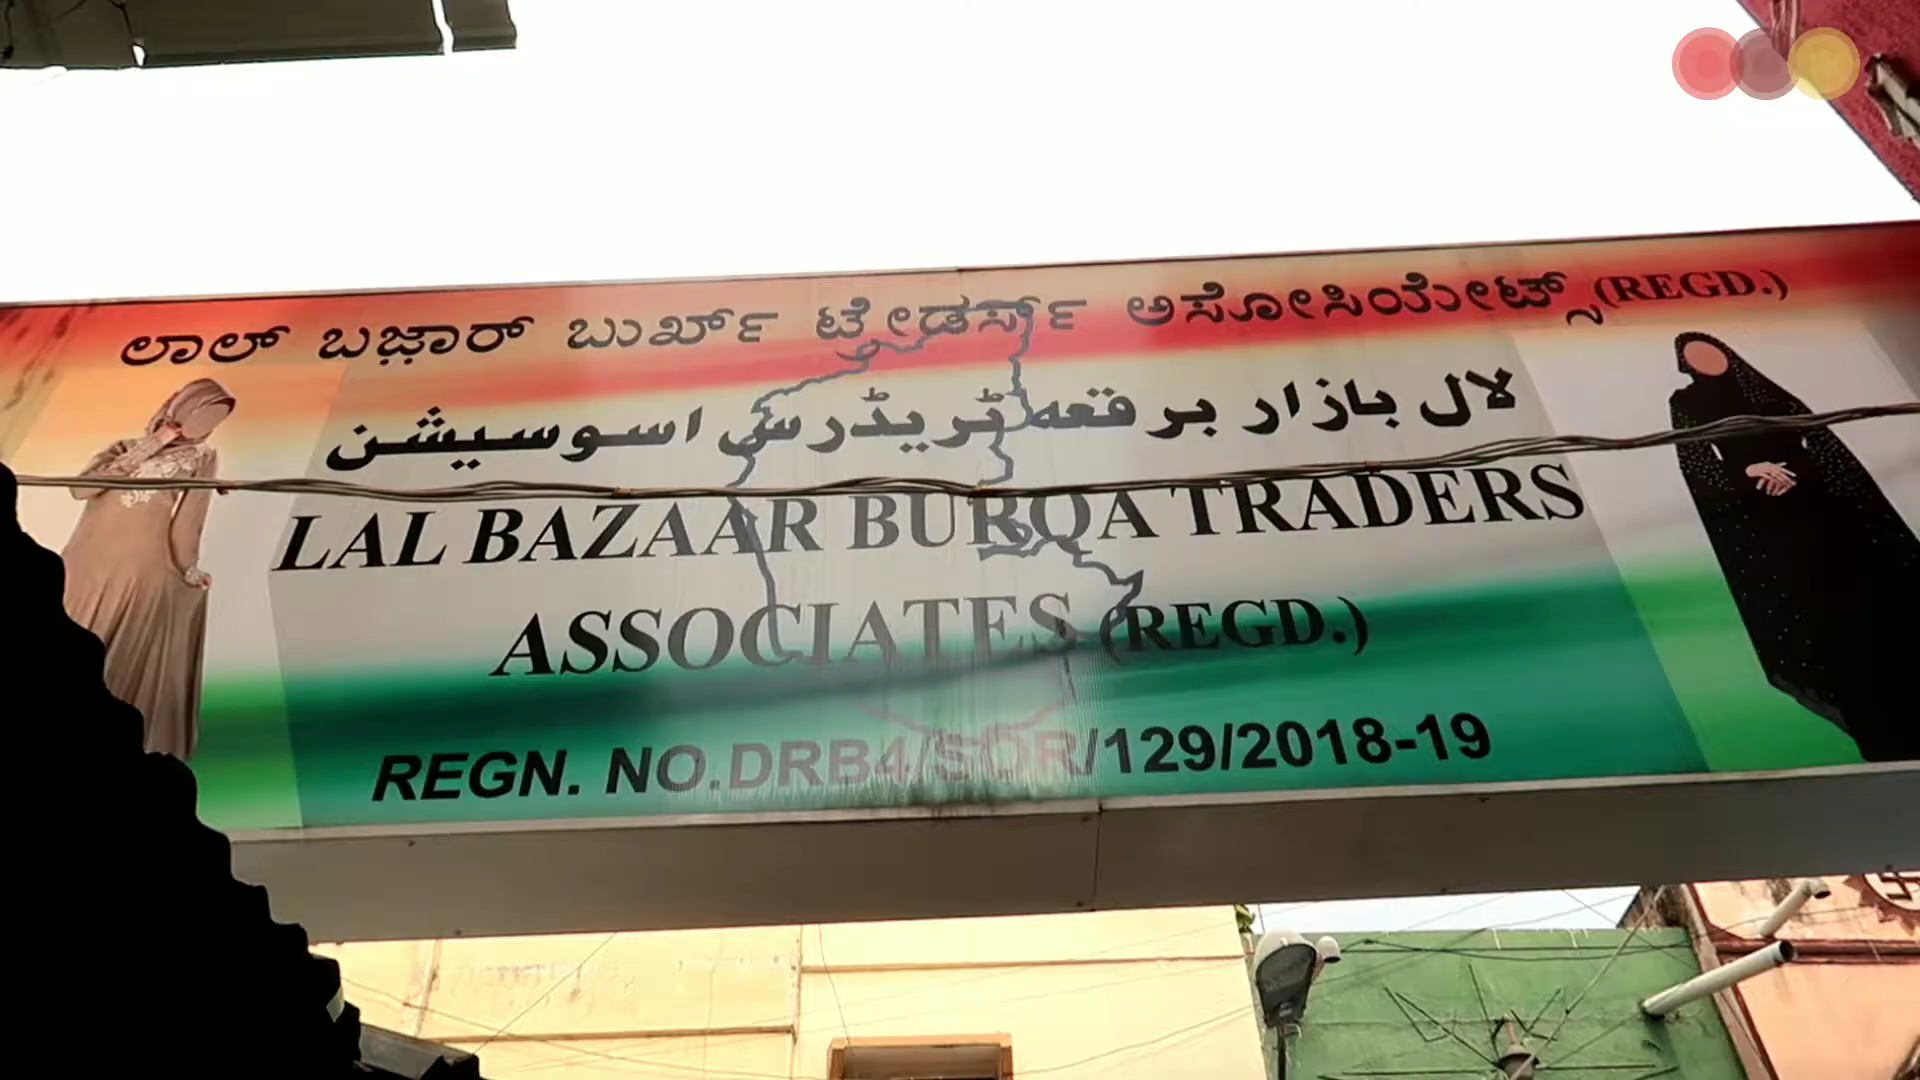 ಲಾಲ್ ಬಜ಼ಾರ್ ಬುರ್ಖಾ ಟ್ರೇಡರ್ಸ್ ಅಸೋಸಿಯೇಟ್ಸ್ (REGD.)
لال بازار برقعہ ٹریڈرس اسوسیشن
LAL BAZAAR BURQA TRADERS
ASSOCIATES (REGD.)
REGN. NO.DRB4/SOR/129/2018-19